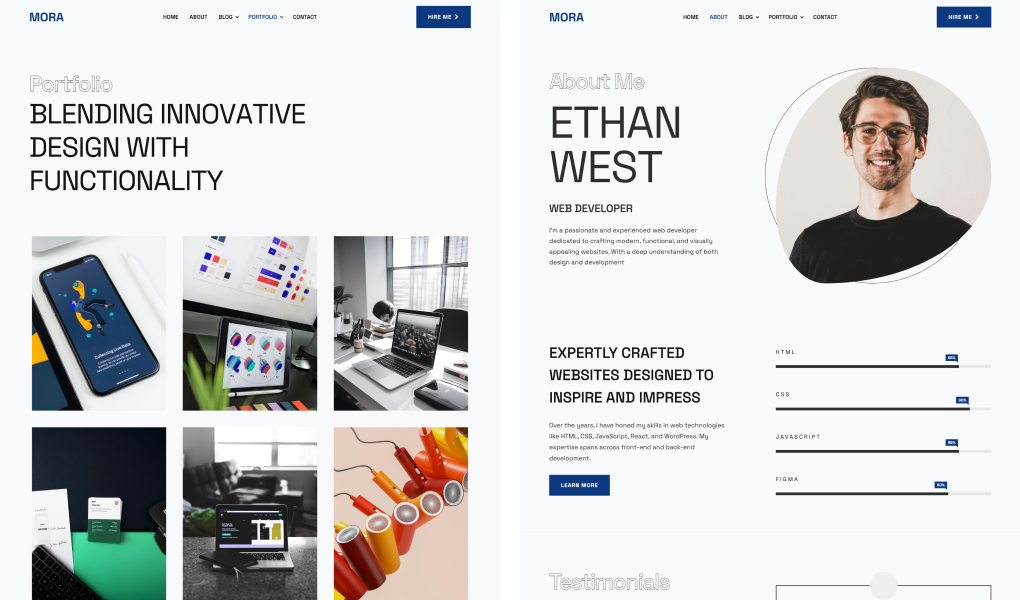 MORA
HOME ABOUT BLOG PORTFOLIO CONTACT
HIRE ME
Portfolio
BLENDING INNOVATIVE
DESIGN WITH
FUNCTIONALITY
Collecting Live Data
MORA
HOME ABOUT BLOG PORTFOLIO CONTACT
HIRE ME
About Me
ETHAN
WEST
WEB DEVELOPER
I'm a passionate and experienced web developer
dedicated to crafting modern, functional, and visually
appealing websites. With a deep understanding of both
design and development
EXPERTLY CRAFTED
WEBSITES DESIGNED TO
INSPIRE AND IMPRESS
Over the years, I have honed my skills in web technologies
like HTML, CSS, JavaScript, React, and WordPress. My
expertise spans across front-end and back-end
development.
LEARN MORE
HTML
CSS
90%
JAVASCRIPT
FIGMA
80%
Testimonials